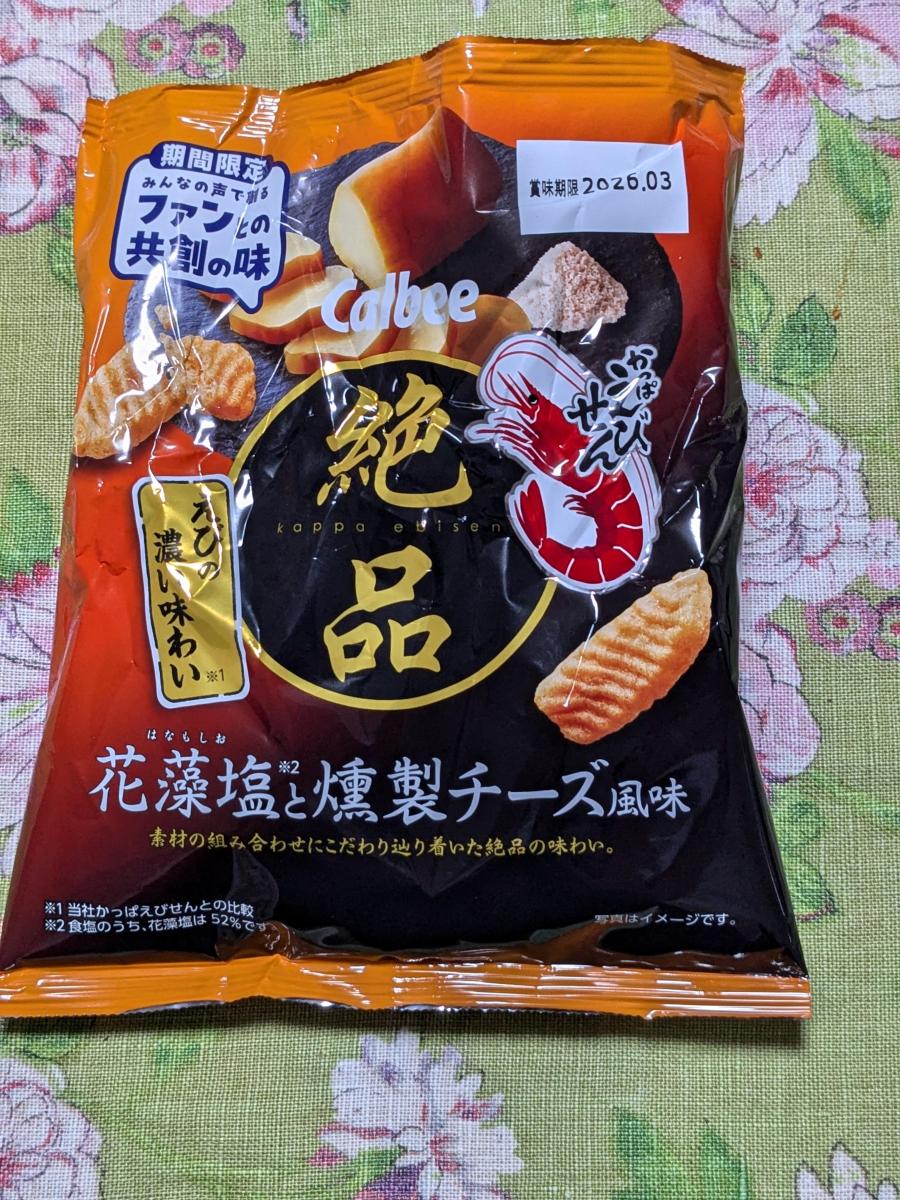 期間限定
みんなの声で創る
ファンとの
共創の味
賞味期限 2026.03
Calbee
かっぱえびせん
絶品
kappa ebisen
えびの
濃い味わい※1
はなもしお
花藻塩※2と燻製チーズ風味
素材の組み合わせにこだわり辿り着いた絶品の味わい。
※1 当社かっぱえびせんとの比較
※2 食塩のうち、花藻塩は 52%です
写真はイメージです。